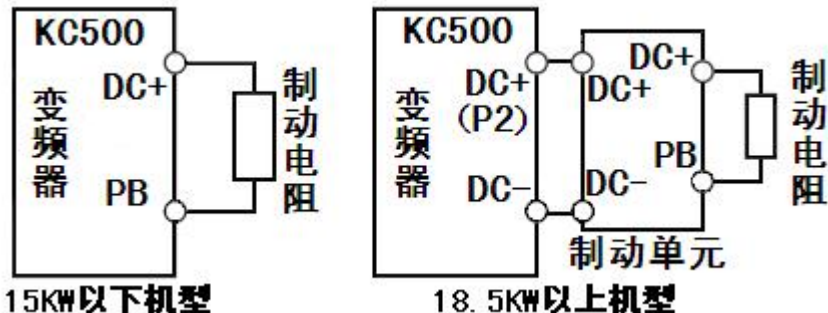 KC500
变频器
DC+
PB
制动电阻
15KW以下机型
KC500
变频器
DC+
(P2)
DC-
DC+
DC-
DC+
PB
制动单元
制动电阻
18.5KW以上机型